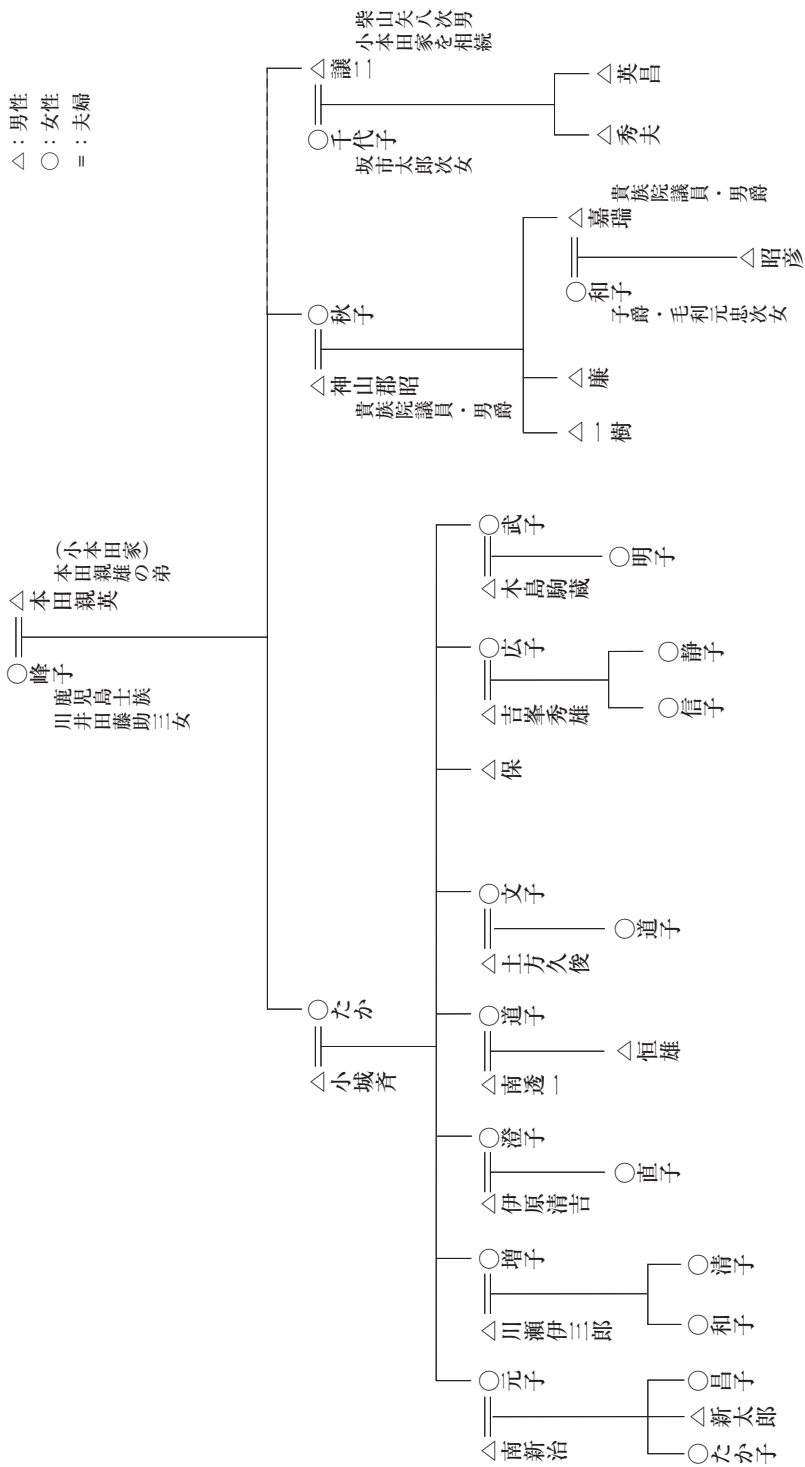 △：男性
○：女性
=：夫婦
（小本田家）
本田親雄の弟
△本田親英
○峰子
鹿児島士族
川井田藤助三女
柴山矢八次男
小本田家を相続
△譲二
○千代子
坂市太郎次女
△英昌
△秀夫
○秋子
△神山郡昭
貴族院議員・男爵
貴族院議員・男爵
△嘉瑞
○和子
子爵・毛利元忠次女
△昭彦
△廉
△一樹
○たか
△小城斉
○武子
△木島駒蔵
○明子
○広子
△吉峯秀雄
○静子
○信子
△保
○文子
△土方久俊
○道子
○道子
△南透一
△恒雄
○澄子
△伊原清吉
○直子
○増子
△川瀬伊三郎
○清子
○和子
○元子
△南新治
○昌子
△新太郎
○たか子